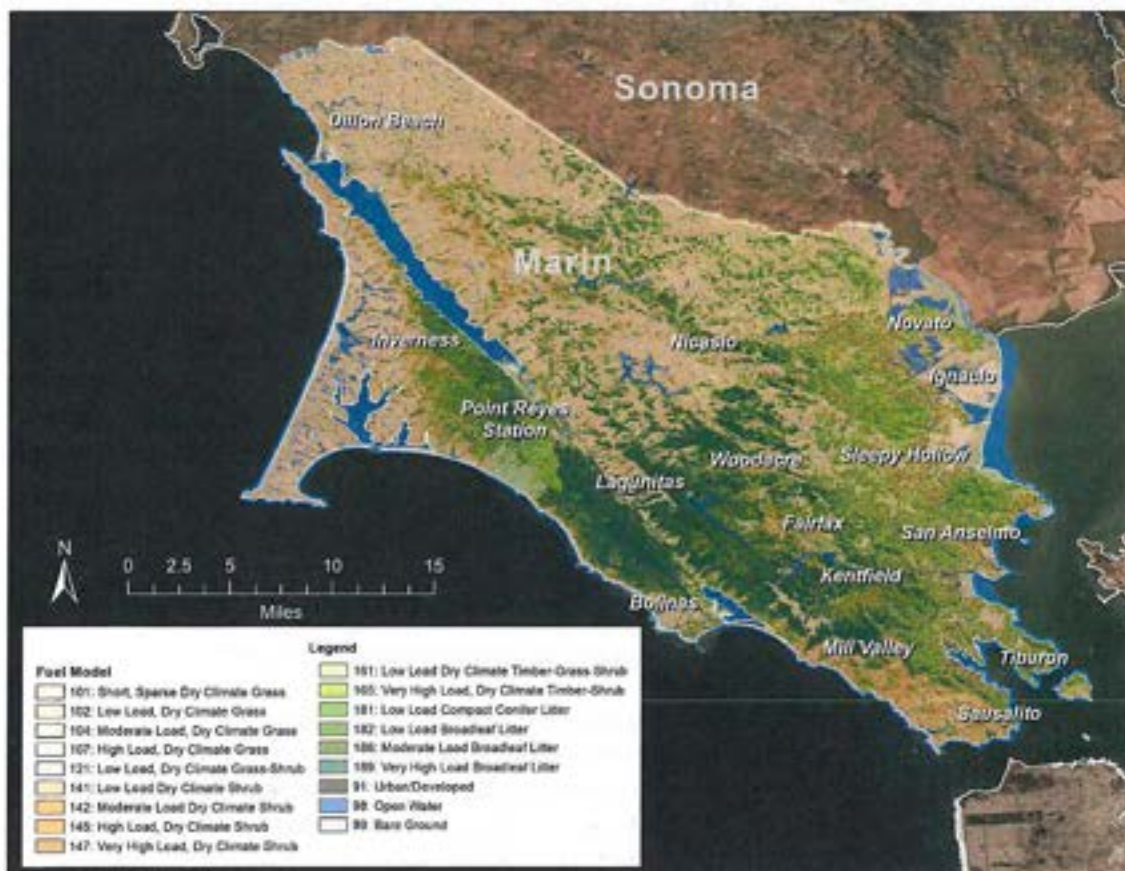 Sonoma
Dillon Beach
Marin
Novato
Nicasio
Inverness
Ignacio
Point Reyes
Station
Woodacre
Sleepy Hollow
Lagunitas
Fairfax
San Anselmo
Kentfield
Bolinas
Mill Valley
Tiburon
Sausalito
N
0 2.5 5 10 15
Miles
Legend
Fuel Model
101: Short, Sparse Dry Climate Grass
102: Low Load, Dry Climate Grass
104: Moderate Load, Dry Climate Grass
107: High Load, Dry Climate Grass
121: Low Load, Dry Climate Grass-Shrub
141: Low Load Dry Climate Shrub
142: Moderate Load Dry Climate Shrub
145: High Load, Dry Climate Shrub
147: Very High Load, Dry Climate Shrub
161: Low Load Dry Climate Timber-Grass Shrub
165: Very High Load, Dry Climate Timber-Shrub
181: Low Load Compact Conifer Litter
182: Low Load Broadleaf Litter
186: Moderate Load Broadleaf Litter
189: Very High Load Broadleaf Litter
91: Urban/Developed
98: Open Water
99: Bare Ground